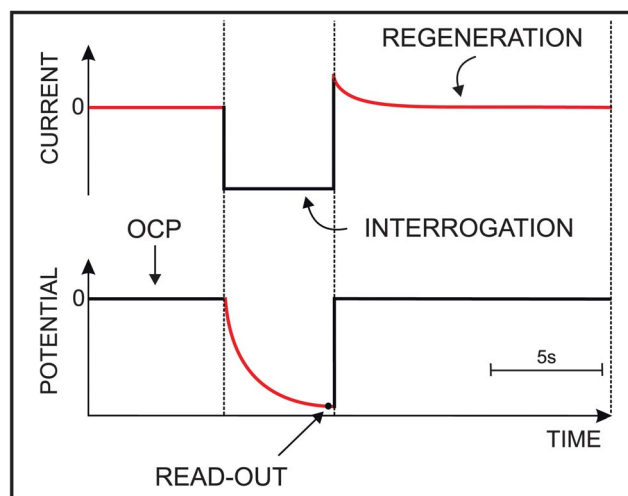 REGENERATION
CURRENT
0
INTERROGATION
OCP
POTENTIAL
0
5s
TIME
READ-OUT